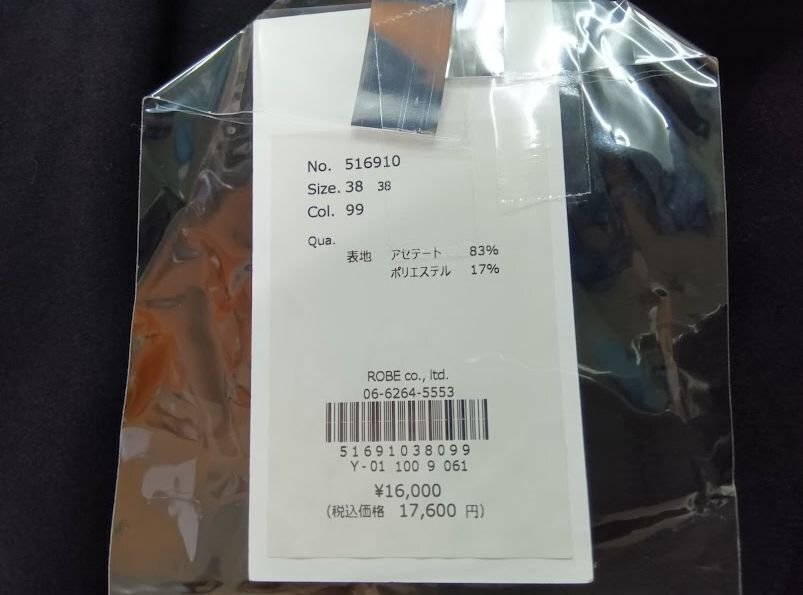 No. 516910
Size. 38 38
Col. 99
Qua.
表地 アセテート 83%
ポリエステル 17%
ROBE co., ltd.
06-6264-5553
51691038099
Y-01 100 9 061
¥16,000
(税込価格 17,600 円)